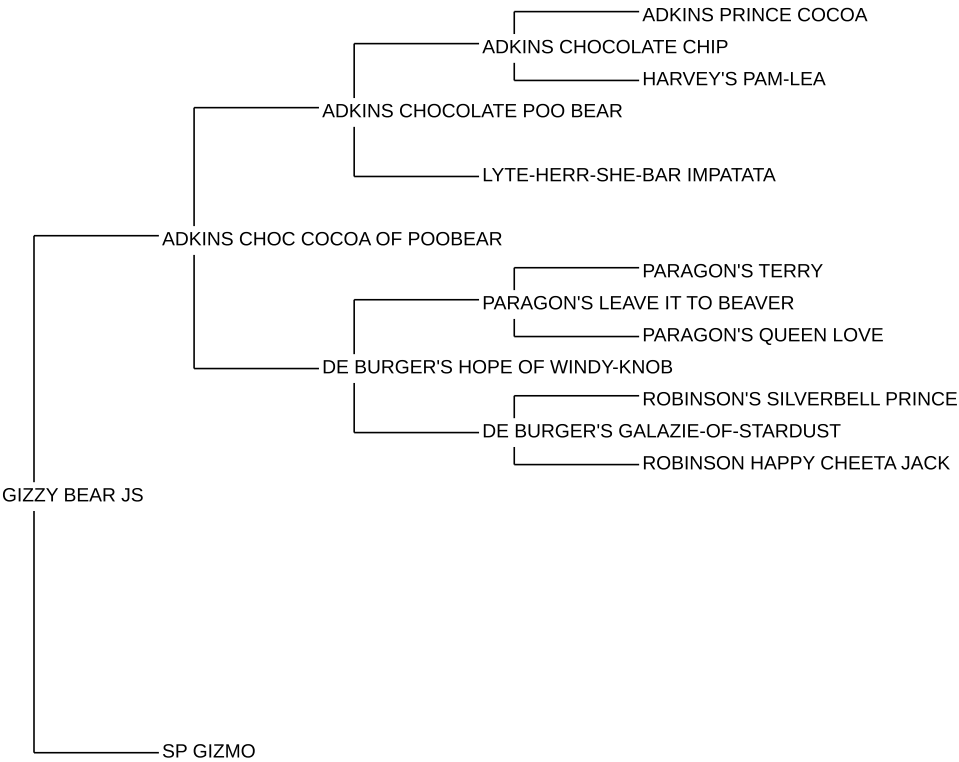 ADKINS PRINCE COCOA
ADKINS CHOCOLATE CHIP
HARVEY'S PAM-LEA
ADKINS CHOCOLATE POO BEAR
LYTE-HERR-SHE-BAR IMPATATA
ADKINS CHOC COCOA OF POOBEAR
PARAGON'S TERRY
PARAGON'S LEAVE IT TO BEAVER
PARAGON'S QUEEN LOVE
DE BURGER'S HOPE OF WINDY-KNOB
ROBINSON'S SILVERBELL PRINCE
DE BURGER'S GALAZIE-OF-STARDUST
ROBINSON HAPPY CHEETA JACK
GIZZY BEAR JS
SP GIZMO